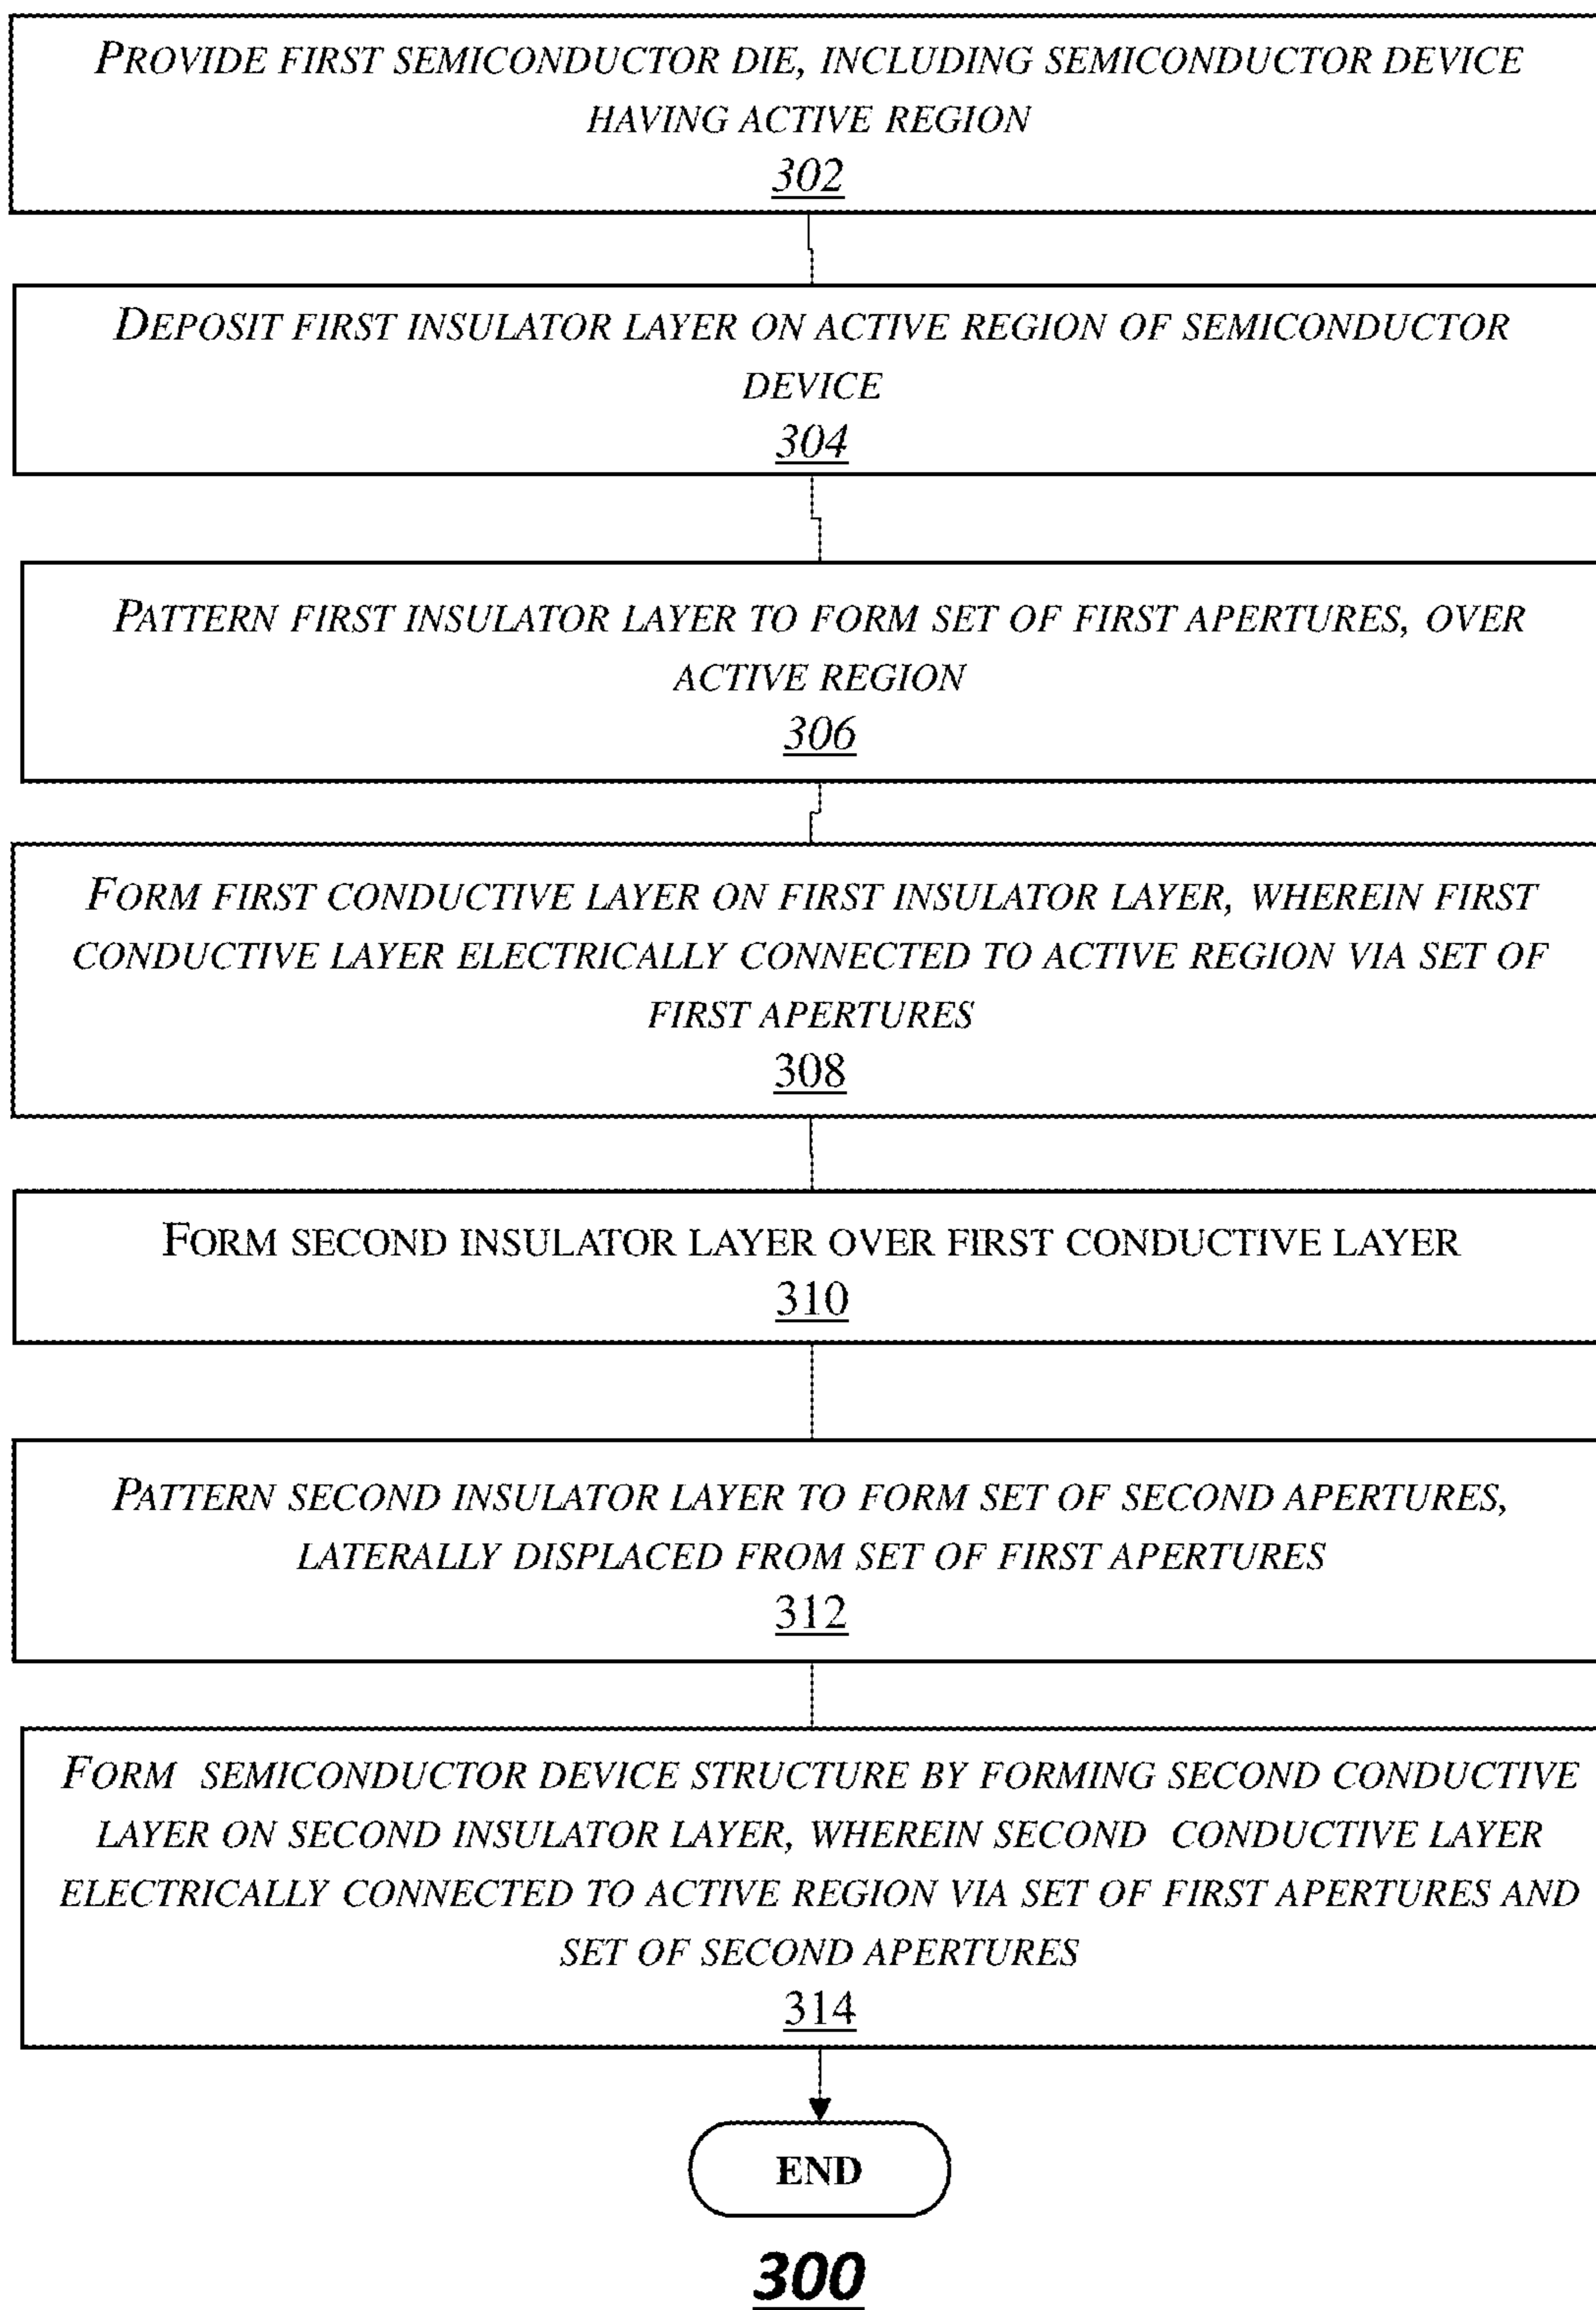 PROVIDE FIRST SEMICONDUCTOR DIE, INCLUDING SEMICONDUCTOR DEVICE
HAVING ACTIVE REGION
302
DEPOSIT FIRST INSULATOR LAYER ON ACTIVE REGION OF SEMICONDUCTOR
DEVICE
304
PATTERN FIRST INSULATOR LAYER TO FORM SET OF FIRST APERTURES, OVER
ACTIVE REGION
306
FORM FIRST CONDUCTIVE LAYER ON FIRST INSULATOR LAYER, WHEREIN FIRST
CONDUCTIVE LAYER ELECTRICALLY CONNECTED TO ACTIVE REGION VIA SET OF
FIRST APERTURES
308
FORM SECOND INSULATOR LAYER OVER FIRST CONDUCTIVE LAYER
310
PATTERN SECOND INSULATOR LAYER TO FORM SET OF SECOND APERTURES,
LATERALLY DISPLACED FROM SET OF FIRST APERTURES
312
FORM SEMICONDUCTOR DEVICE STRUCTURE BY FORMING SECOND CONDUCTIVE
LAYER ON SECOND INSULATOR LAYER, WHEREIN SECOND CONDUCTIVE LAYER
ELECTRICALLY CONNECTED TO ACTIVE REGION VIA SET OF FIRST APERTURES AND
SET OF SECOND APERTURES
314
END
300